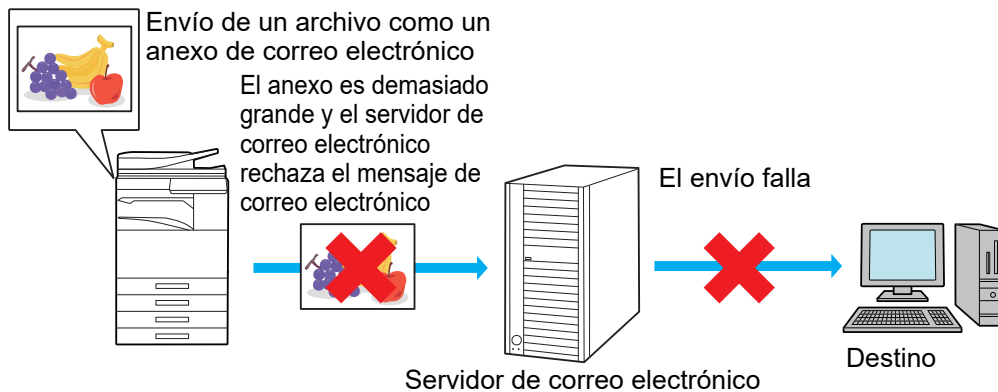 Envío de un archivo como un
anexo de correo electrónico
El anexo es demasiado
grande y el servidor de
correo electrónico
rechaza el mensaje de
correo electrónico
El envío falla
Destino
Servidor de correo electrónico